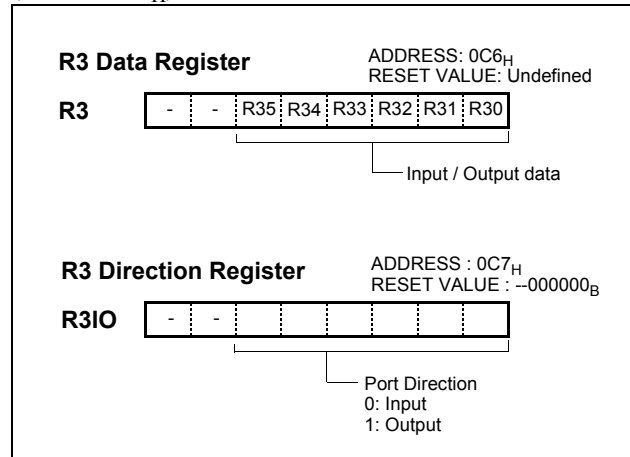 R3 Data Register
ADDRESS: 0C6H
RESET VALUE: Undefined
R3 - - R35 R34 R33 R32 R31 R30
Input / Output data
R3 Direction Register
ADDRESS : 0C7H
RESET VALUE : --000000B
R3IO - -
Port Direction
0: Input
1: Output